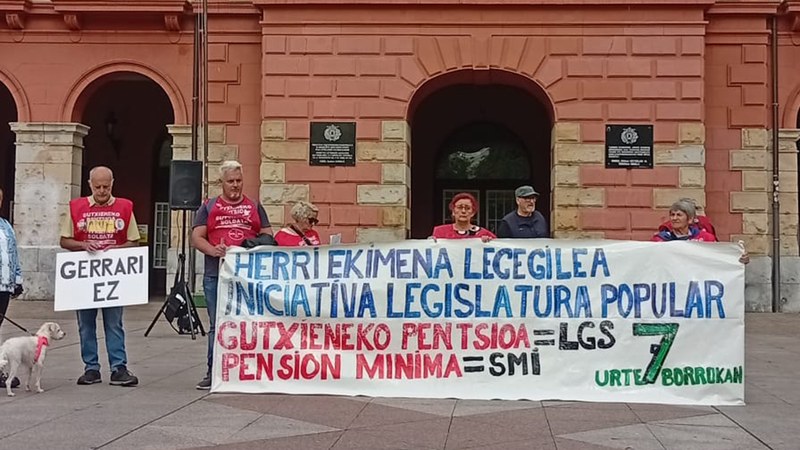 GERRARI
EZ
HERRI EKIMENA LEGEGILEA
INICIATIVA LEGISLATURA POPULAR
GUTXIENEKO PENTSIOA=LGS
PENSION MINIMA=SMI
URTE 7 BORROKAN